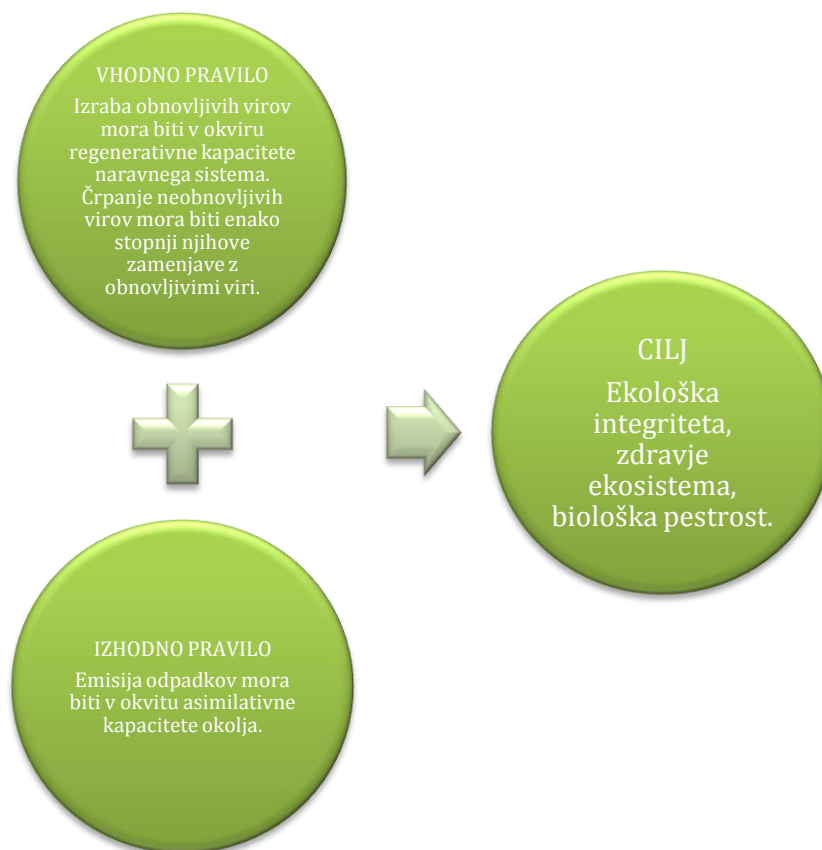 VHODNO PRAVILO
Izraba obnovljivih virov
mora biti v okviru
regenerativne kapacitete
naravnega sistema.
Črpanje neobnovljivih
virov mora biti enako
stopnji njihove
zamenjave z
obnovljivimi viri.
IZHODNO PRAVILO
Emisija odpadkov mora
biti v okvitu asimilativne
kapacitete okolja.
CILJ
Ekološka
integriteta,
zdravje
ekosistema,
biološka pestrost.